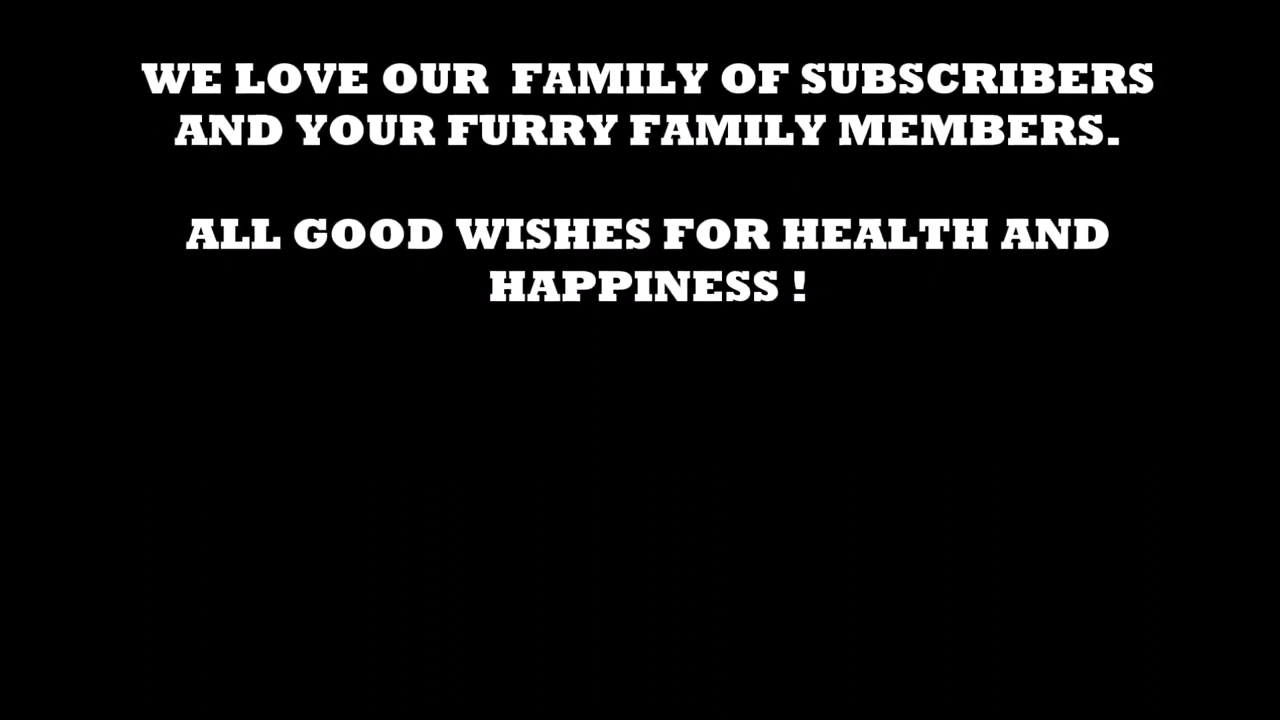 WE LOVE OUR  FAMILY OF SUBSCRIBERS
AND YOUR FURRY FAMILY MEMBERS.
ALL GOOD WISHES FOR HEALTH AND
HAPPINESS !